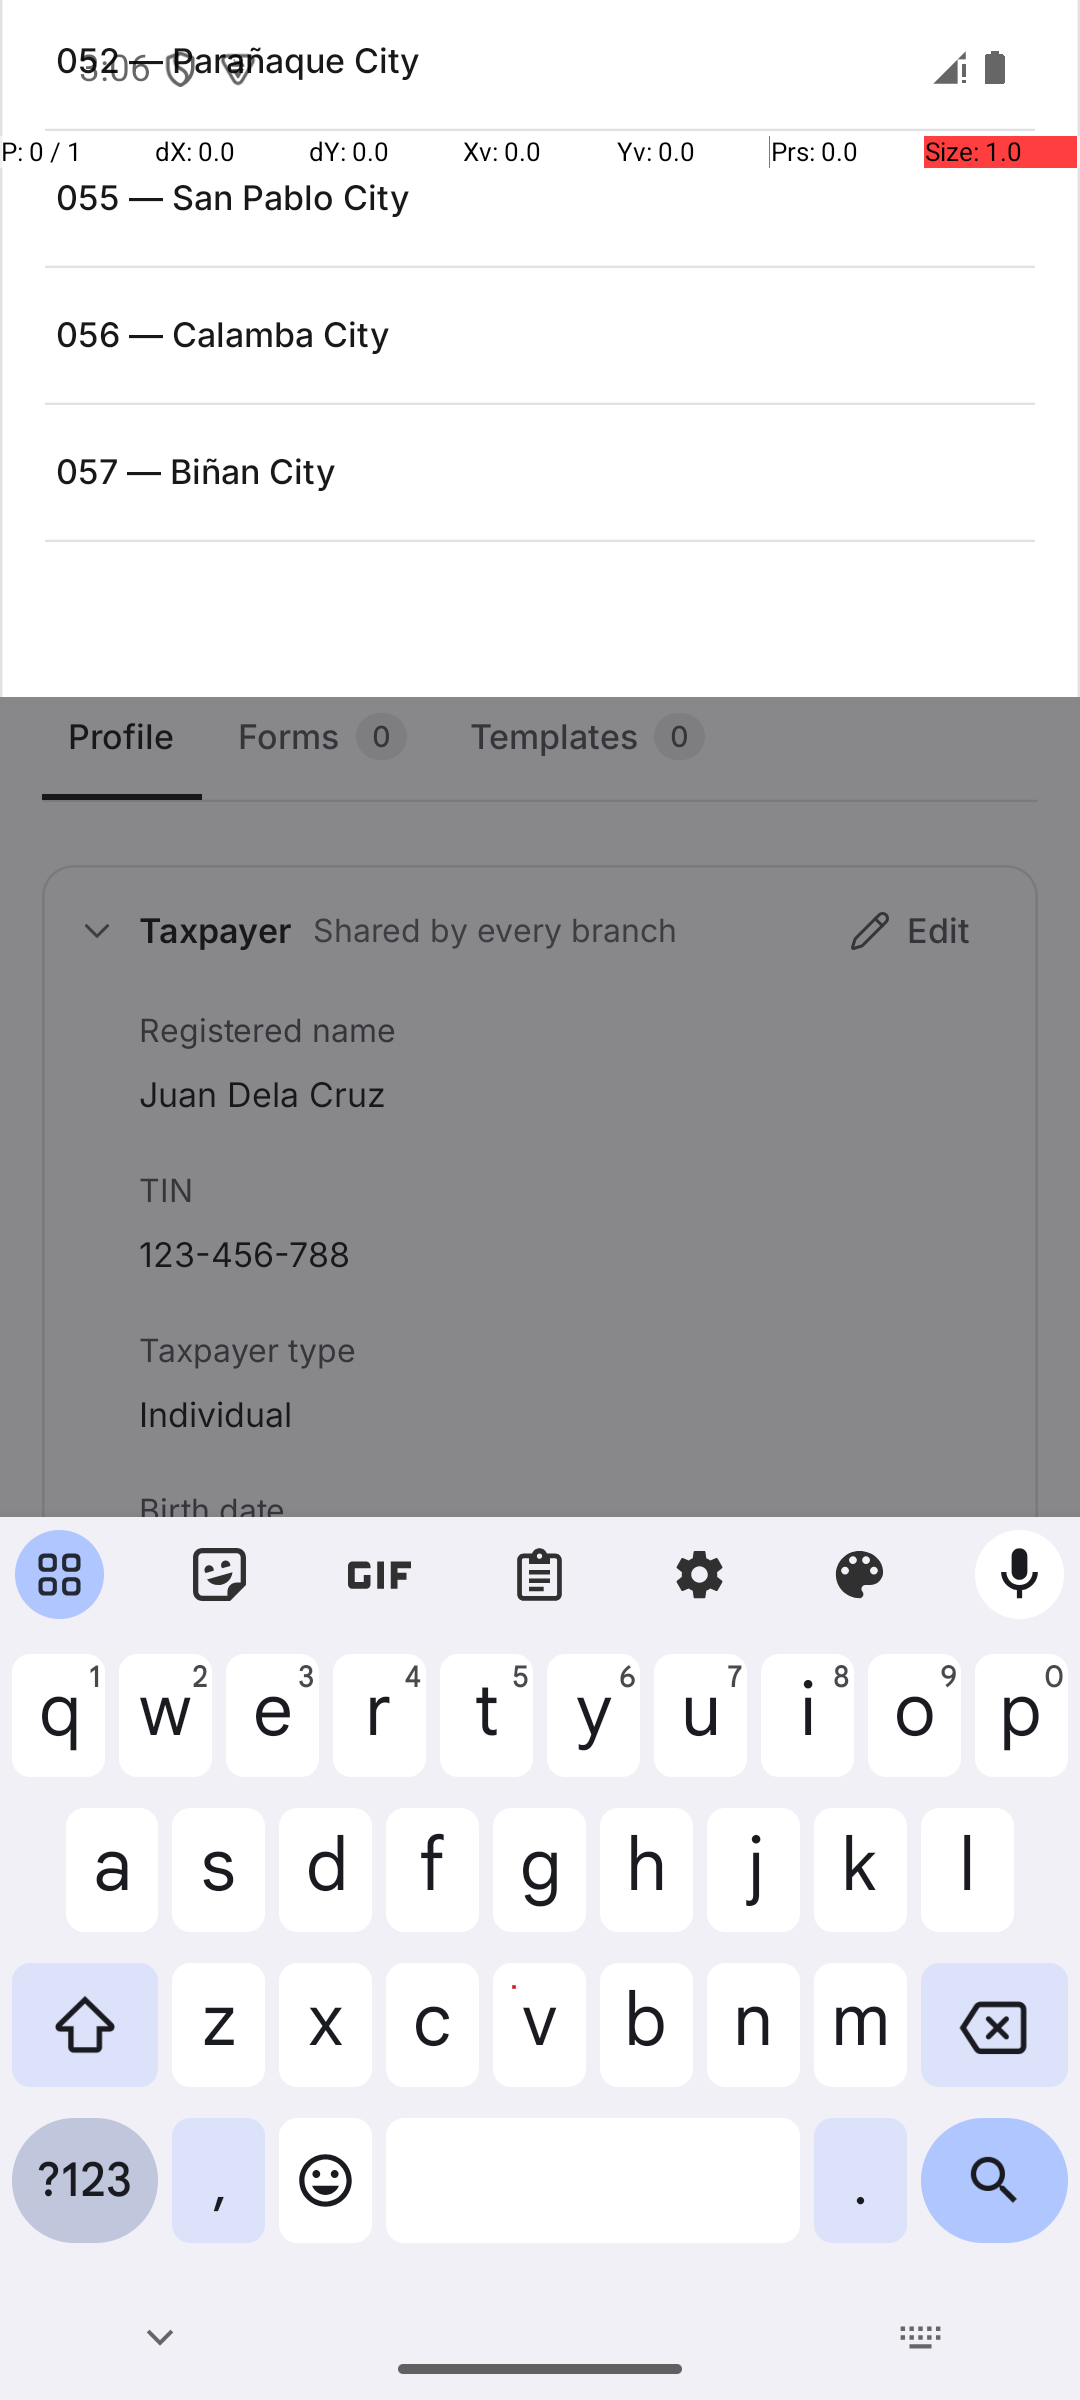 052 — Parañaque City
3:06
P: 0 / 1 dX: 0.0 dY: 0.0 Xv: 0.0 Yv: 0.0 Prs: 0.0 Size: 1.0
055 — San Pablo City
056 — Calamba City
057 — Biñan City
Profile Forms 0 Templates 0
Taxpayer Shared by every branch Edit
Registered name
Juan Dela Cruz
TIN
123-456-788
Taxpayer type
Individual
Birth date
GIF
q 1 w 2 e 3 r 4 t 5 y 6 u 7 i 8 o 9 p 0
a s d f g h j k l
z x c v b n m
?123 , .